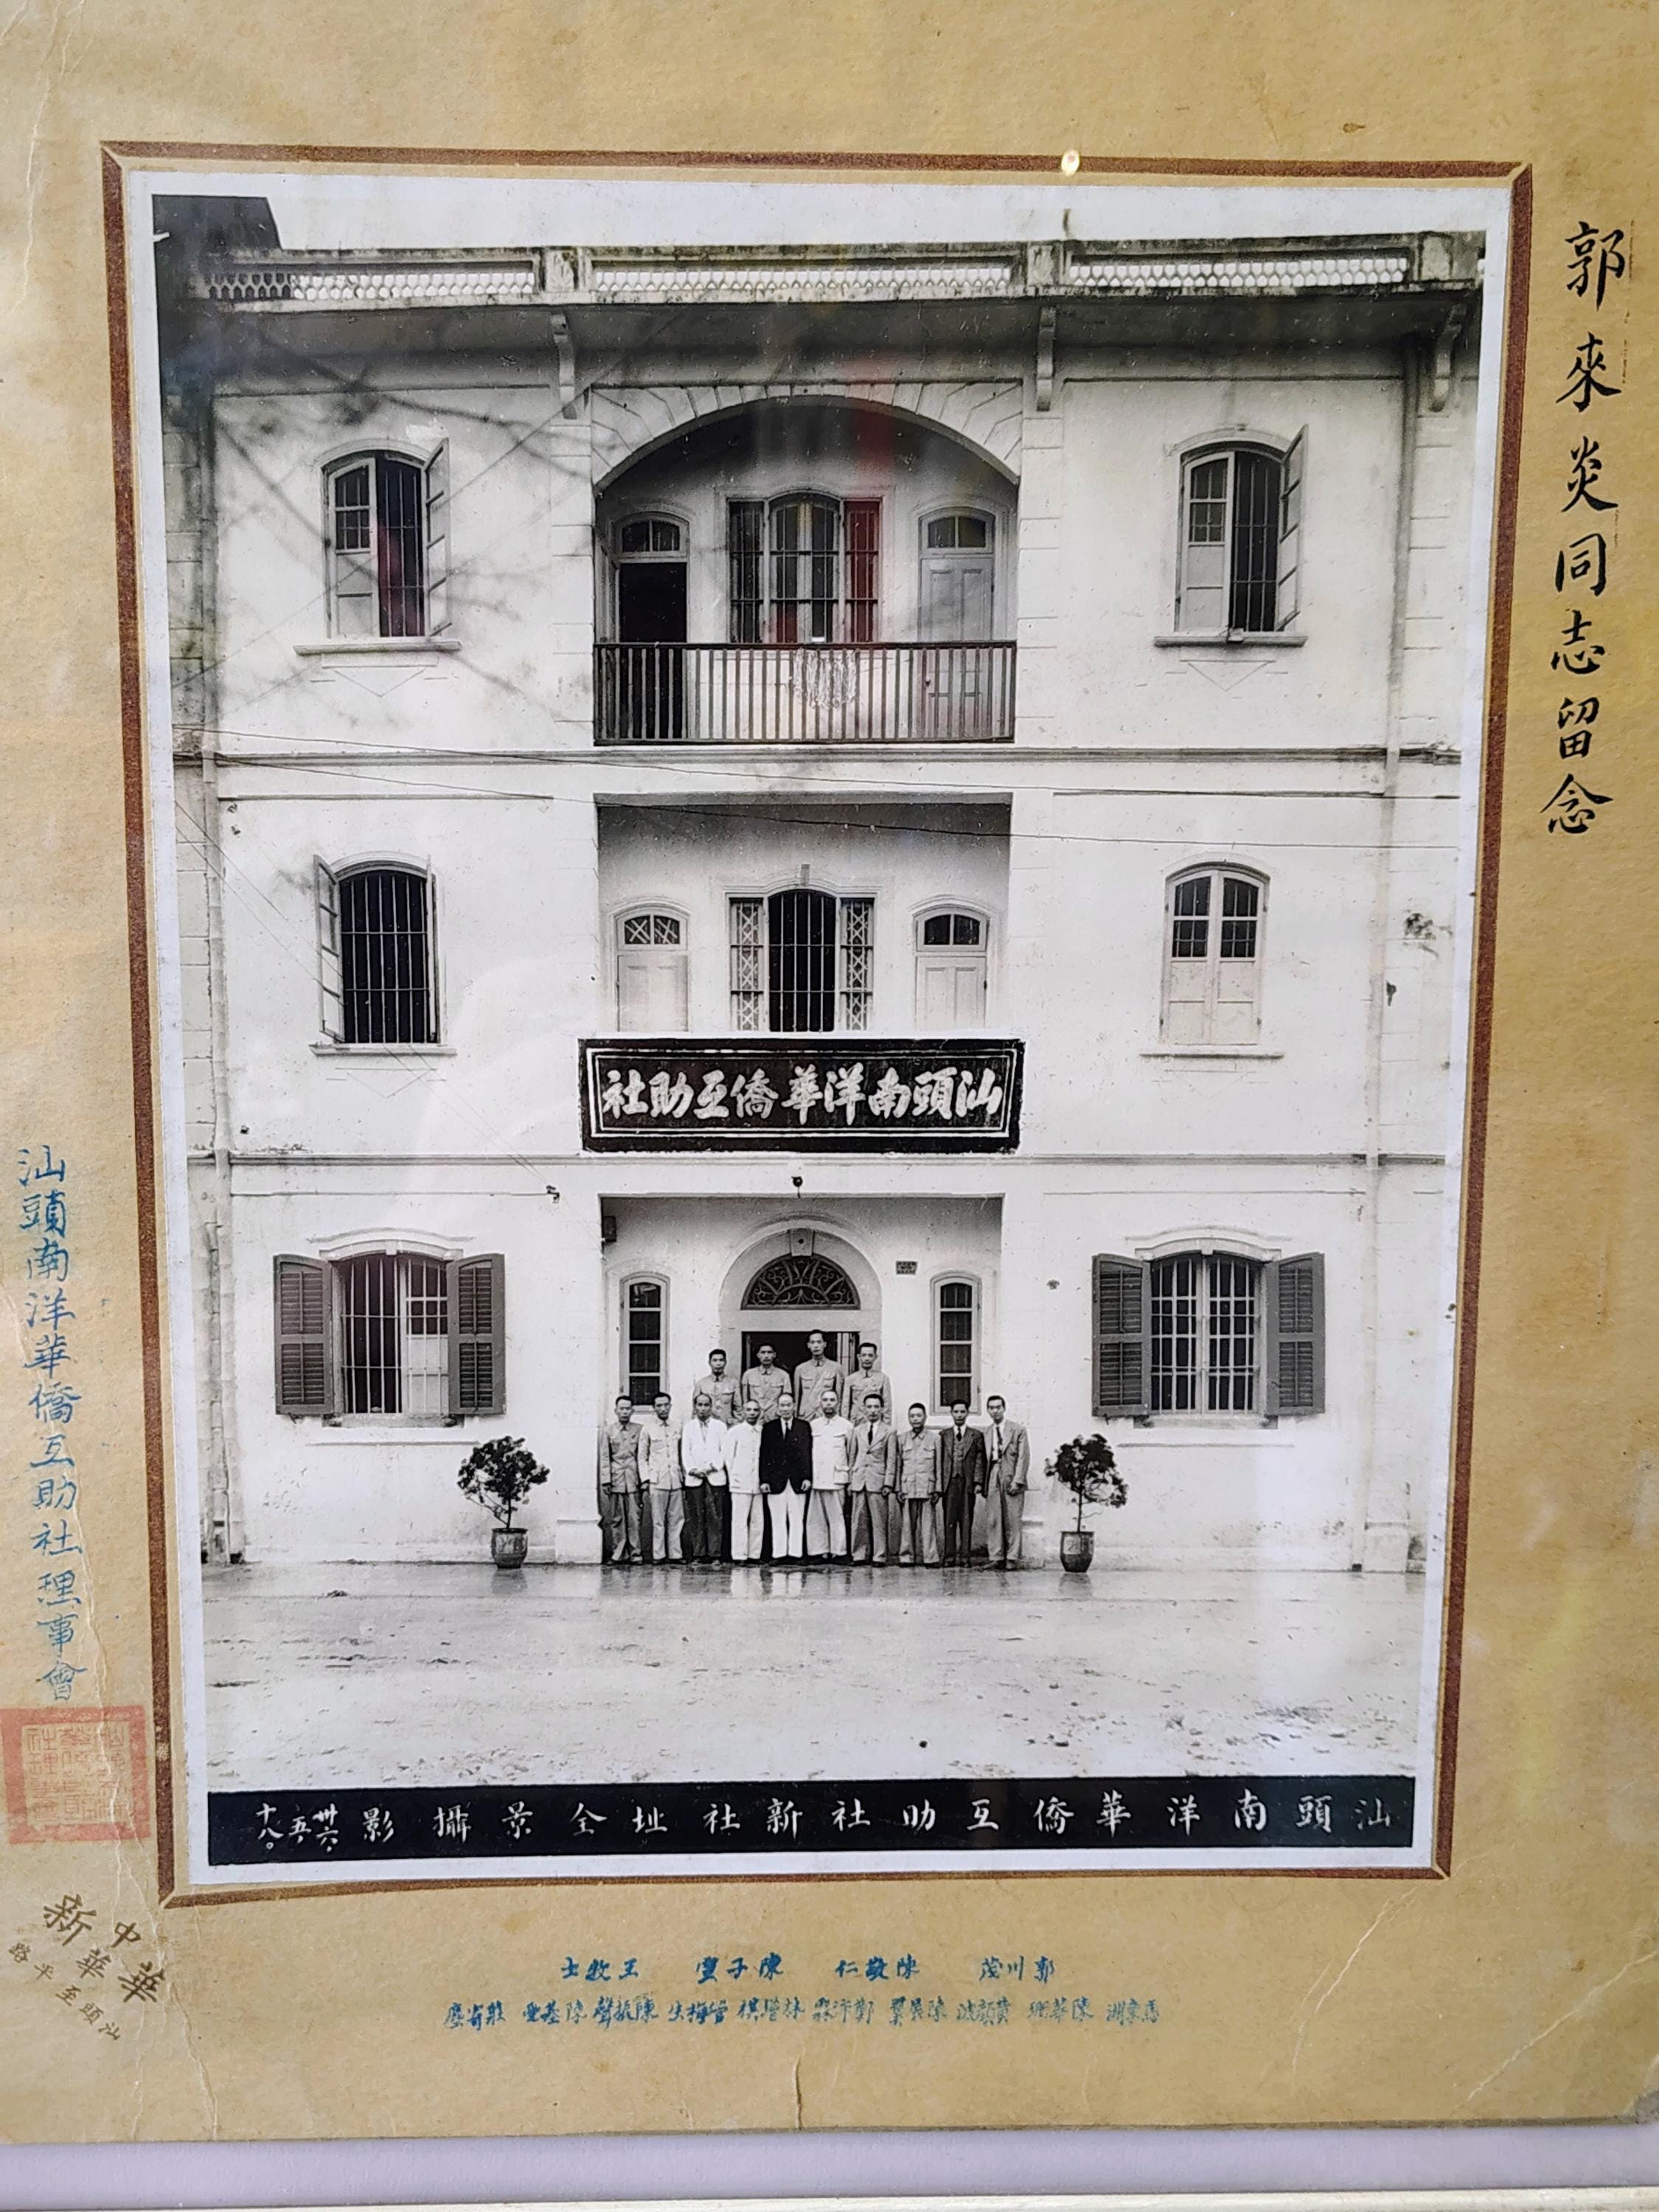 郭來炎同志留念
汕頭南洋華僑互助社
汕頭南洋華僑互助社新社址全景攝影
卅六、
五、
十八。
汕頭南洋華僑互助社理事會
郭川茂 陳敬仁 陳子豐 王牧士
中華
新華
汕頭至平路